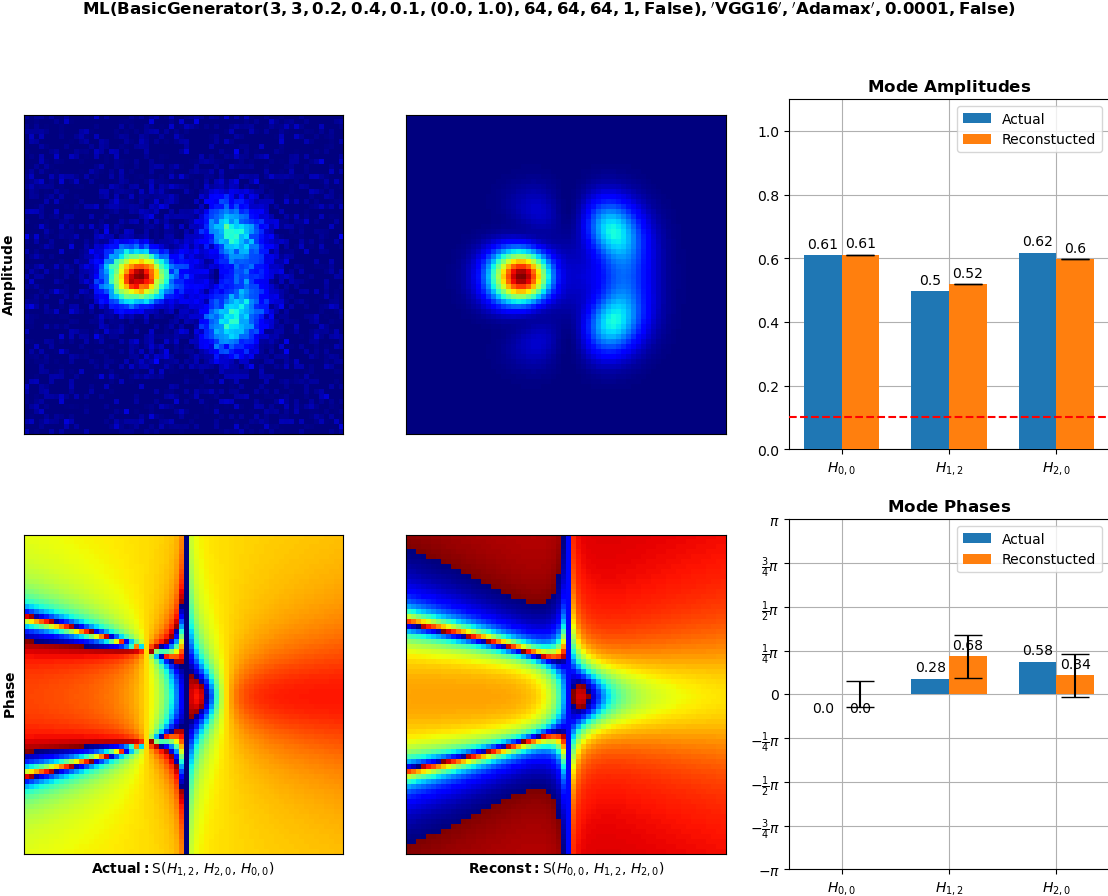 ML(BasicGenerator(3, 3, 0.2, 0.4, 0.1, (0.0, 1.0), 64, 64, 64, 1, False), ′VGG16′, ′Adamax′, 0.0001, False)
Amplitude
Mode Amplitudes
Actual
Reconstucted
1.0
0.8
0.6
0.4
0.2
0.0
0.61 0.61
0.5 0.52
0.62 0.6
H0,0 H1,2 H2,0
Phase
Actual: S(H1,2, H2,0, H0,0)
Reconst: S(H0,0, H1,2, H2,0)
Mode Phases
Actual
Reconstucted
π
3/4π
1/2π
1/4π
0
−1/4π
−1/2π
−3/4π
−π
0.0 0.0
0.28 0.68
0.58 0.34
H0,0 H1,2 H2,0